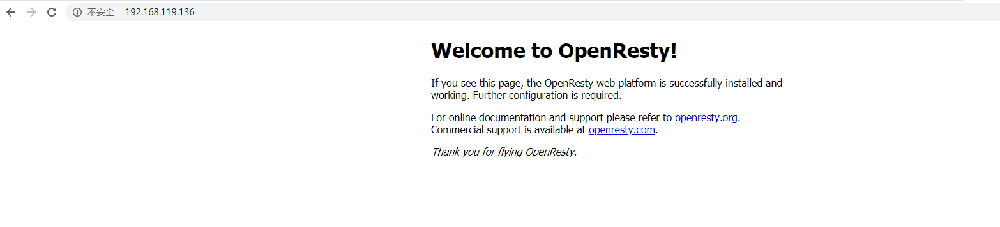 不安全 192.168.119.136
Welcome to OpenResty!
If you see this page, the OpenResty web platform is successfully installed and
working. Further configuration is required.
For online documentation and support please refer to openresty.org.
Commercial support is available at openresty.com.
Thank you for flying OpenResty.